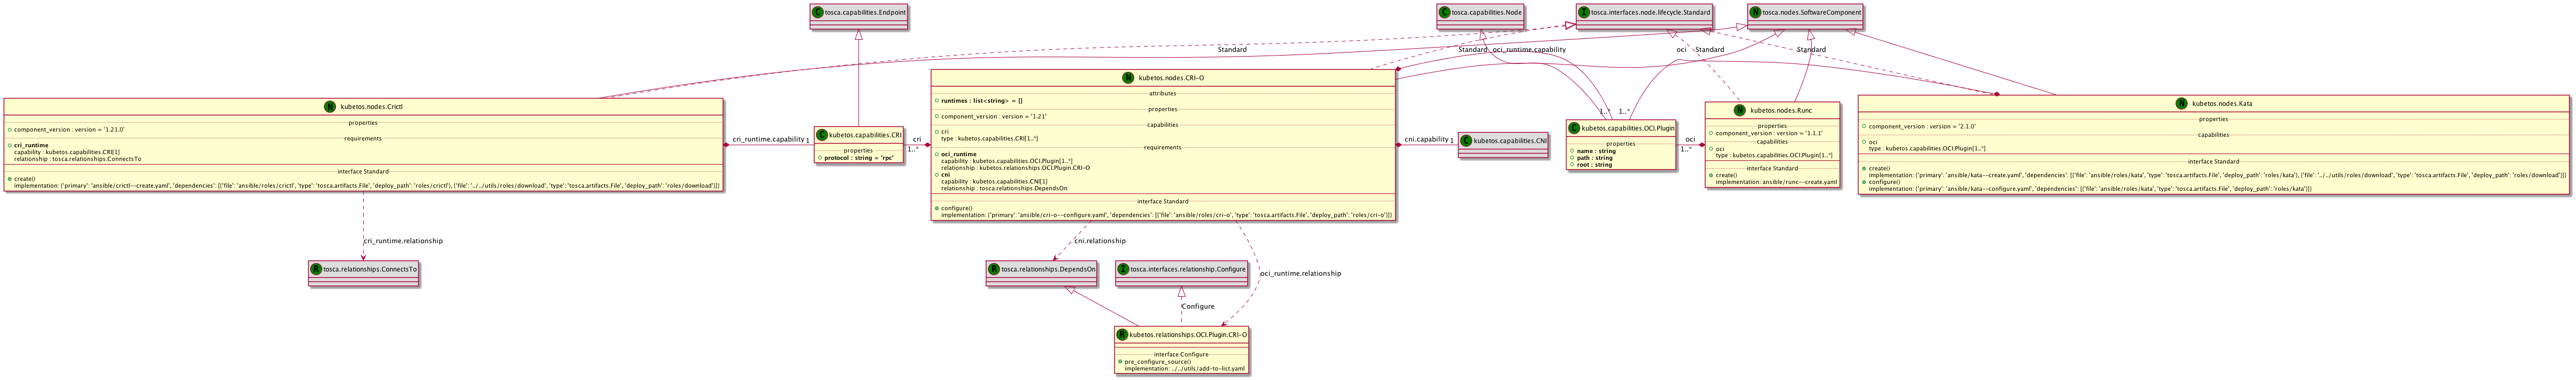 C tosca.capabilities.Endpoint
C tosca.capabilities.Node
I tosca.interfaces.node.lifecycle.Standard
N tosca.nodes.SoftwareComponent
Standard
Standard
oci_runtime.capability
oci
Standard
Standard
N kubetos.nodes.Crictl
properties
component_version : version = '1.21.0'
requirements
cri_runtime
capability : kubetos.capabilities.CRI[1]
relationship : tosca.relationships.ConnectsTo
interface Standard
create()
implementation: {'primary': 'ansible/crictl--create.yaml', 'dependencies': [{'file': 'ansible/roles/crictl', 'type': 'tosca.artifacts.File', 'deploy_path': 'roles/crictl'}, {'file': '../../utils/roles/download', 'type': 'tosca.artifacts.File', 'deploy_path': 'roles/download'}]}
cri_runtime.capability
1
C kubetos.capabilities.CRI
properties
protocol : string = 'rpc'
cri
1..*
N kubetos.nodes.CRI-O
attributes
runtimes : list<string> = []
properties
component_version : version = '1.21'
capabilities
cri
type : kubetos.capabilities.CRI[1..*]
requirements
oci_runtime
capability : kubetos.capabilities.OCI.Plugin[1..*]
relationship : kubetos.relationships.OCI.Plugin.CRI-O
cni
capability : kubetos.capabilities.CNI[1]
relationship : tosca.relationships.DependsOn
interface Standard
configure()
implementation: {'primary': 'ansible/cri-o--configure.yaml', 'dependencies': [{'file': 'ansible/roles/cri-o', 'type': 'tosca.artifacts.File', 'deploy_path': 'roles/cri-o'}]}
cni.capability
1
C kubetos.capabilities.CNI
1..*
1..*
C kubetos.capabilities.OCI.Plugin
properties
name : string
path : string
root : string
oci
1..*
N kubetos.nodes.Runc
properties
component_version : version = '1.1.1'
capabilities
oci
type : kubetos.capabilities.OCI.Plugin[1..*]
interface Standard
create()
implementation: ansible/runc--create.yaml
N kubetos.nodes.Kata
properties
component_version : version = '2.1.0'
capabilities
oci
type : kubetos.capabilities.OCI.Plugin[1..*]
interface Standard
create()
implementation: {'primary': 'ansible/kata--create.yaml', 'dependencies': [{'file': 'ansible/roles/kata', 'type': 'tosca.artifacts.File', 'deploy_path': 'roles/kata'}, {'file': '../../utils/roles/download', 'type': 'tosca.artifacts.File', 'deploy_path': 'roles/download'}]}
configure()
implementation: {'primary': 'ansible/kata--configure.yaml', 'dependencies': [{'file': 'ansible/roles/kata', 'type': 'tosca.artifacts.File', 'deploy_path': 'roles/kata'}]}
cri_runtime.relationship
cni.relationship
oci_runtime.relationship
R tosca.relationships.ConnectsTo
R tosca.relationships.DependsOn
I tosca.interfaces.relationship.Configure
Configure
R kubetos.relationships.OCI.Plugin.CRI-O
interface Configure
pre_configure_source()
implementation: ../../utils/add-to-list.yaml